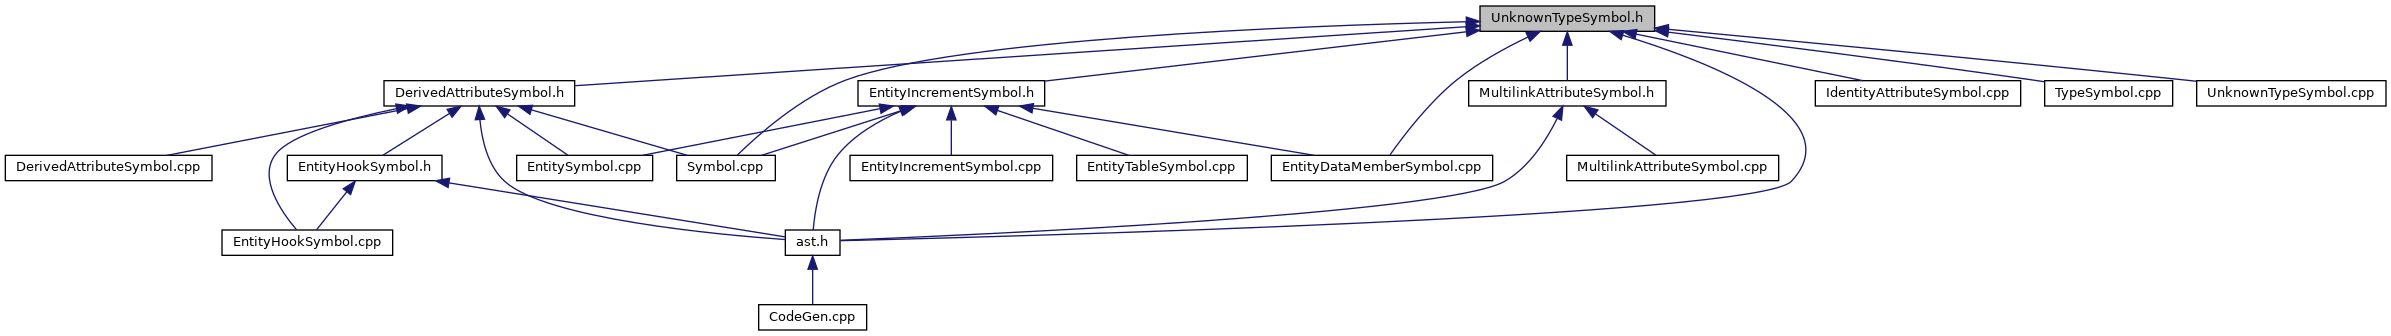 UnknownTypeSymbol.h
DerivedAttributeSymbol.h
EntityIncrementSymbol.h
MultilinkAttributeSymbol.h
IdentityAttributeSymbol.cpp
TypeSymbol.cpp
UnknownTypeSymbol.cpp
DerivedAttributeSymbol.cpp
EntityHookSymbol.h
EntitySymbol.cpp
Symbol.cpp
EntityIncrementSymbol.cpp
EntityTableSymbol.cpp
EntityDataMemberSymbol.cpp
MultilinkAttributeSymbol.cpp
EntityHookSymbol.cpp
ast.h
CodeGen.cpp